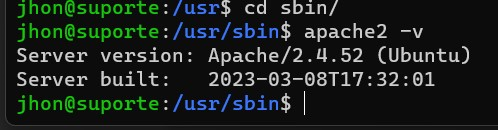 jhon@suporte:/usr$ cd sbin/
jhon@suporte:/usr/sbin$ apache2 -v
Server version: Apache/2.4.52 (Ubuntu)
Server built:   2023-03-08T17:32:01
jhon@suporte:/usr/sbin$